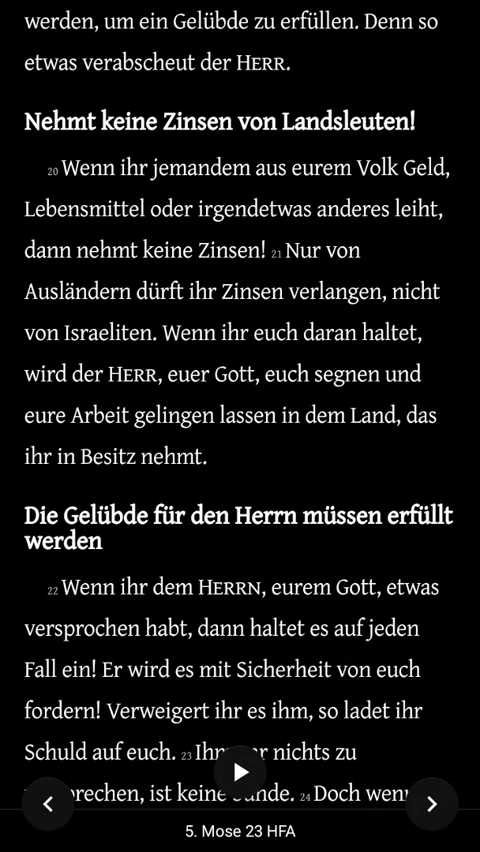 werden, um ein Gelübde zu erfüllen. Denn so
etwas verabscheut der HERR.
Nehmt keine Zinsen von Landsleuten!
20 Wenn ihr jemandem aus eurem Volk Geld,
Lebensmittel oder irgendetwas anderes leiht,
dann nehmt keine Zinsen! 21 Nur von
Ausländern dürft ihr Zinsen verlangen, nicht
von Israeliten. Wenn ihr euch daran haltet,
wird der HERR, euer Gott, euch segnen und
eure Arbeit gelingen lassen in dem Land, das
ihr in Besitz nehmt.
Die Gelübde für den Herrn müssen erfüllt
werden
22 Wenn ihr dem HERRN, eurem Gott, etwas
versprochen habt, dann haltet es auf jeden
Fall ein! Er wird es mit Sicherheit von euch
fordern! Verweigert ihr es ihm, so ladet ihr
Schuld auf euch. 23 nichts zu
ist keine 24 Doch wenn
5. Mose 23 HFA